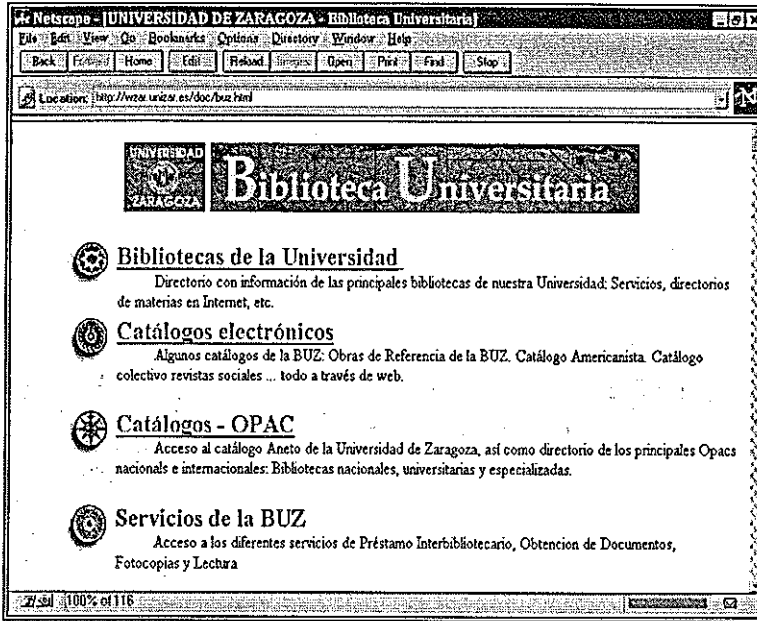 Netscape - [UNIVERSIDAD DE ZARAGOZA - Biblioteca Universitaria]
File Edit View Go Bookmarks Options Directory Window Help
Back Forward Home Edit Reload Images Open Print Find Stop
Location: http://wzar.unizar.es/doc/buz.html
N
UNIVERSIDAD
ZARAGOZA
Biblioteca Universitaria
Bibliotecas de la Universidad
Directorio con información de las principales bibliotecas de nuestra Universidad: Servicios, directorios
de materias en Internet, etc.
Catálogos electrónicos
Algunos catálogos de la BUZ: Obras de Referencia de la BUZ. Catálogo Americanista. Catálogo
colectivo revistas sociales ... todo a través de web.
Catálogos - OPAC
Acceso al catálogo Aneto de la Universidad de Zaragoza, así como directorio de los principales Opacs
nacionals e internacionales: Bibliotecas nacionales, universitarias y especializadas.
Servicios de la BUZ
Acceso a los diferentes servicios de Préstamo Interbibliotecario, Obtencion de Documentos,
Fotocopias y Lectura
100% of 116